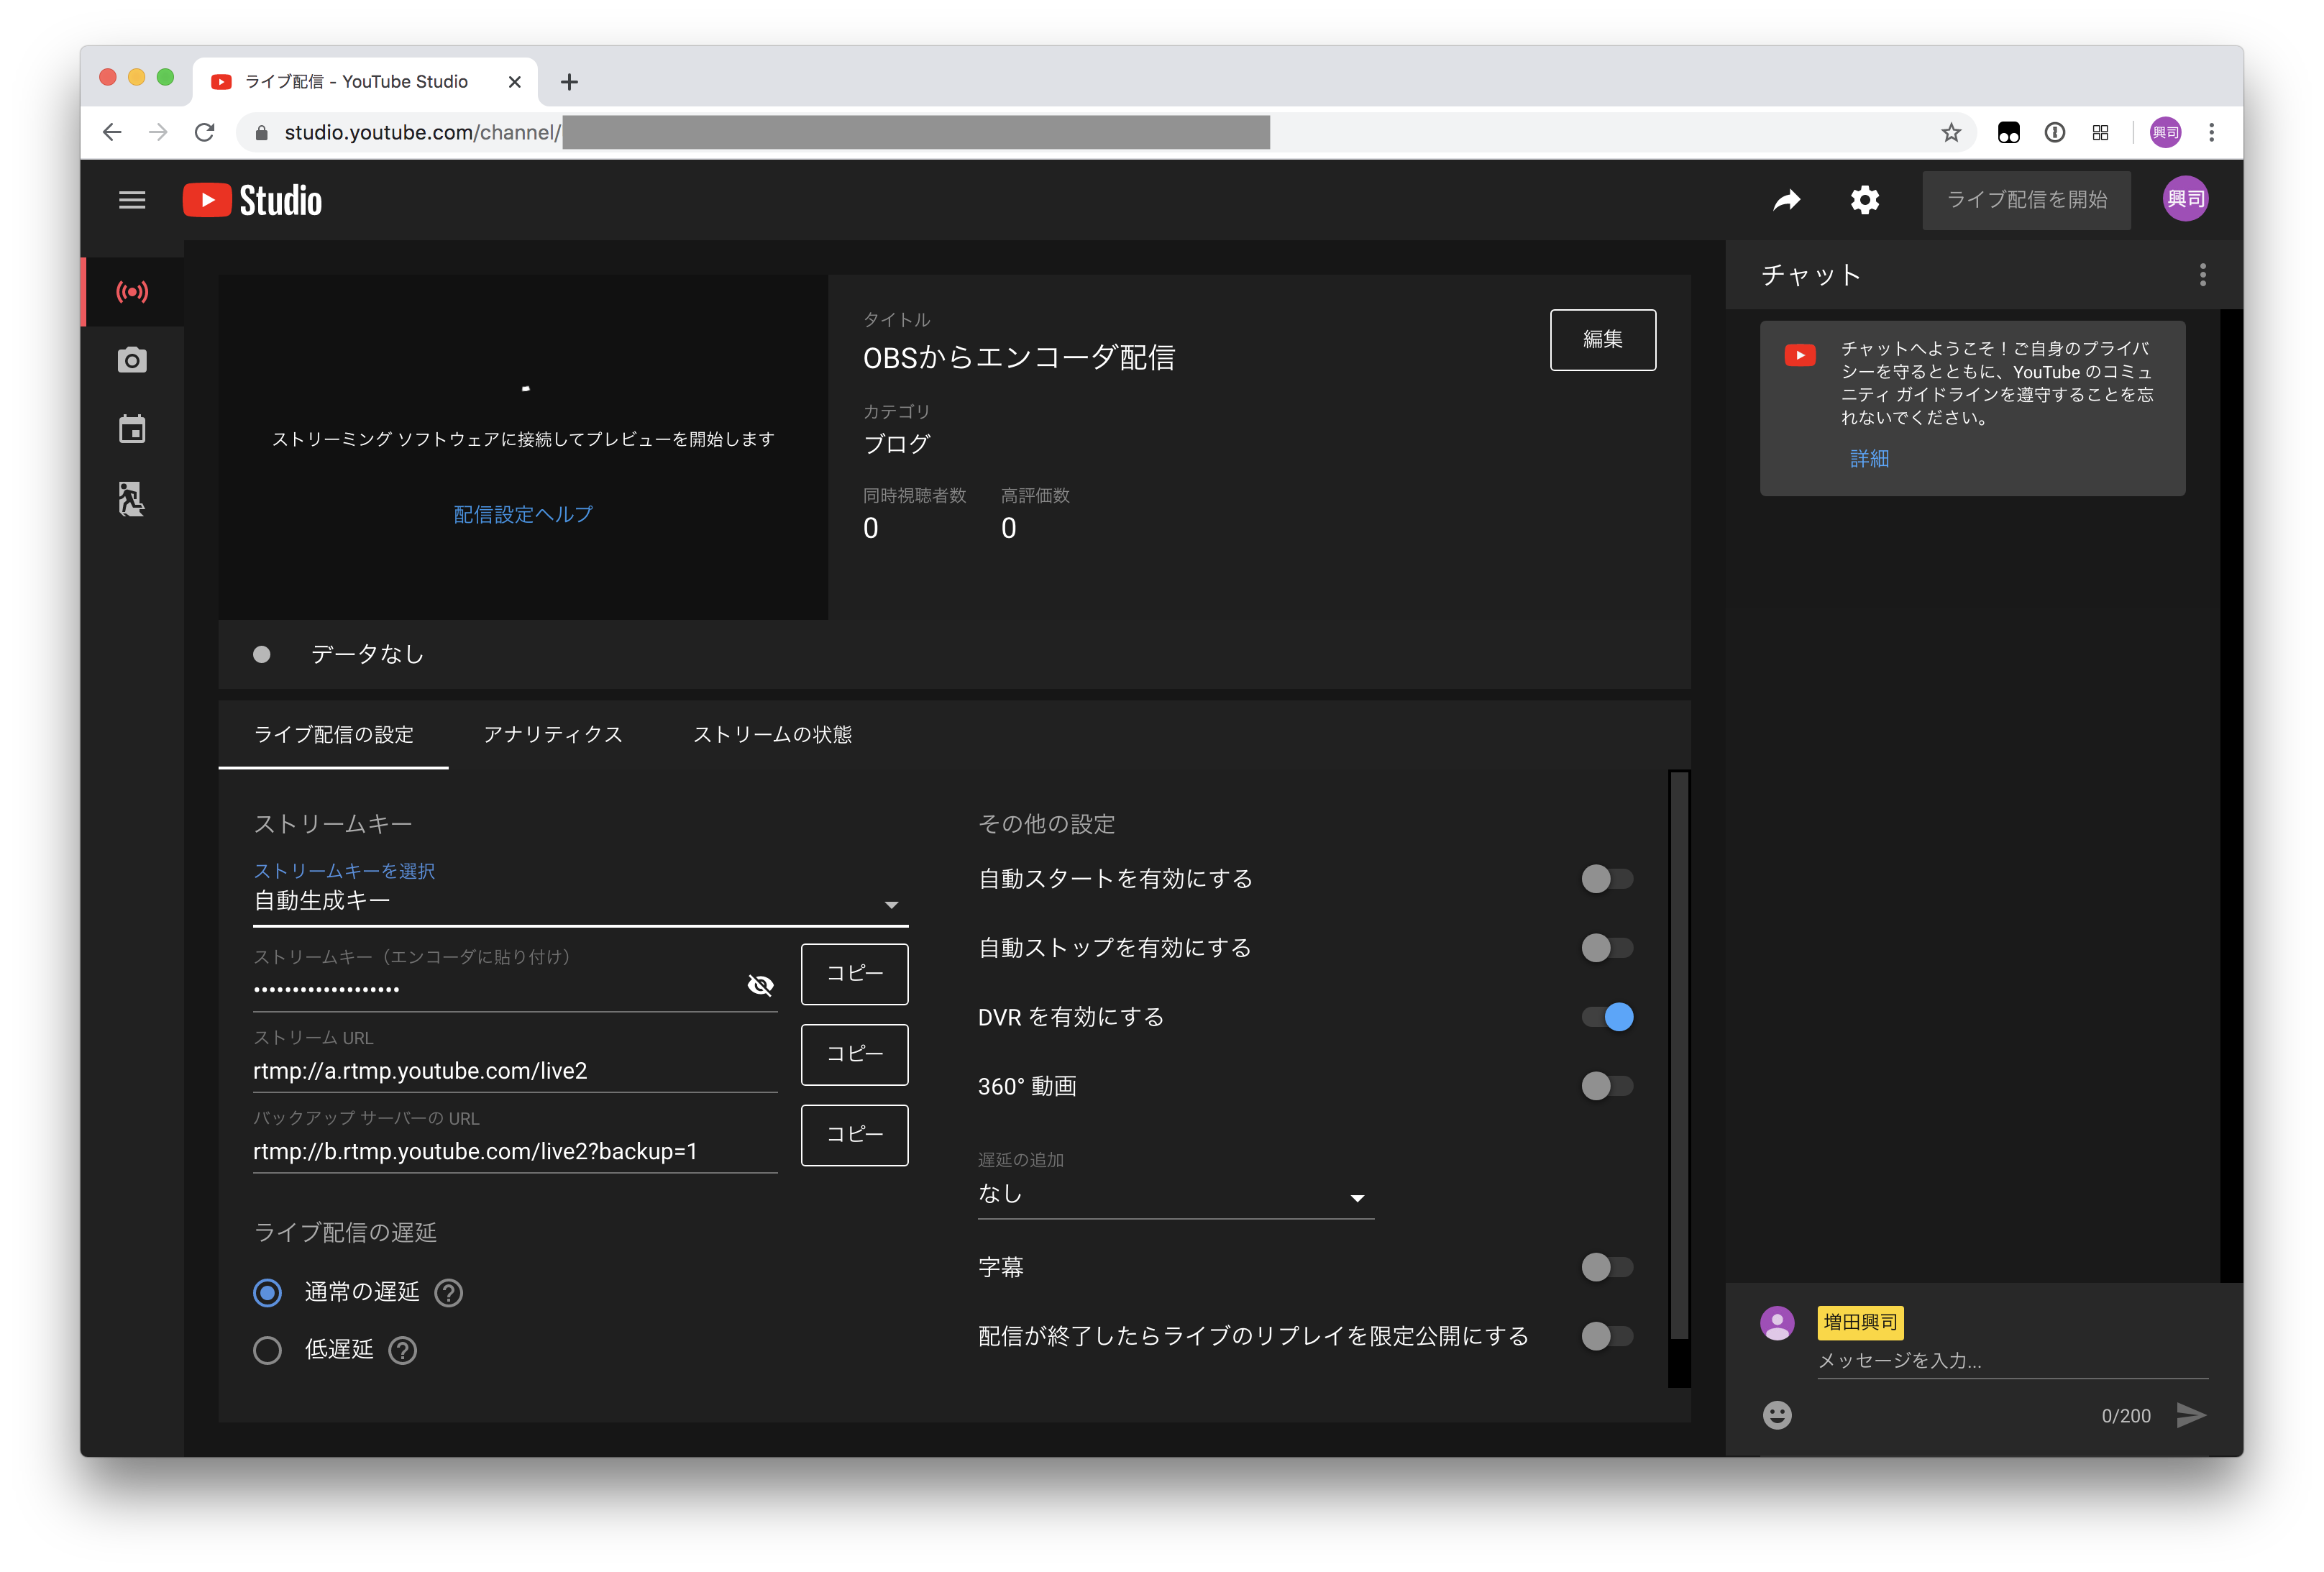 ライブ配信 - YouTube Studio
studio.youtube.com/channel/
興司
Studio
ライブ配信を開始
興司
ストリーミング ソフトウェアに接続してプレビューを開始します
配信設定ヘルプ
タイトル
OBSからエンコーダ配信
編集
カテゴリ
ブログ
同時視聴者数 高評価数
0 0
データなし
ライブ配信の設定 アナリティクス ストリームの状態
ストリームキー
ストリームキーを選択
自動生成キー
ストリームキー（エンコーダに貼り付け）
•••••••••••••••••••
コピー
ストリーム URL
rtmp://a.rtmp.youtube.com/live2
コピー
バックアップ サーバーの URL
rtmp://b.rtmp.youtube.com/live2?backup=1
コピー
ライブ配信の遅延
通常の遅延
低遅延
その他の設定
自動スタートを有効にする
自動ストップを有効にする
DVR を有効にする
360° 動画
遅延の追加
なし
字幕
配信が終了したらライブのリプレイを限定公開にする
チャット
チャットへようこそ！ご自身のプライバ
シーを守るとともに、YouTube のコミュ
ニティ ガイドラインを遵守することを忘
れないでください。
詳細
増田興司
メッセージを入力...
0/200